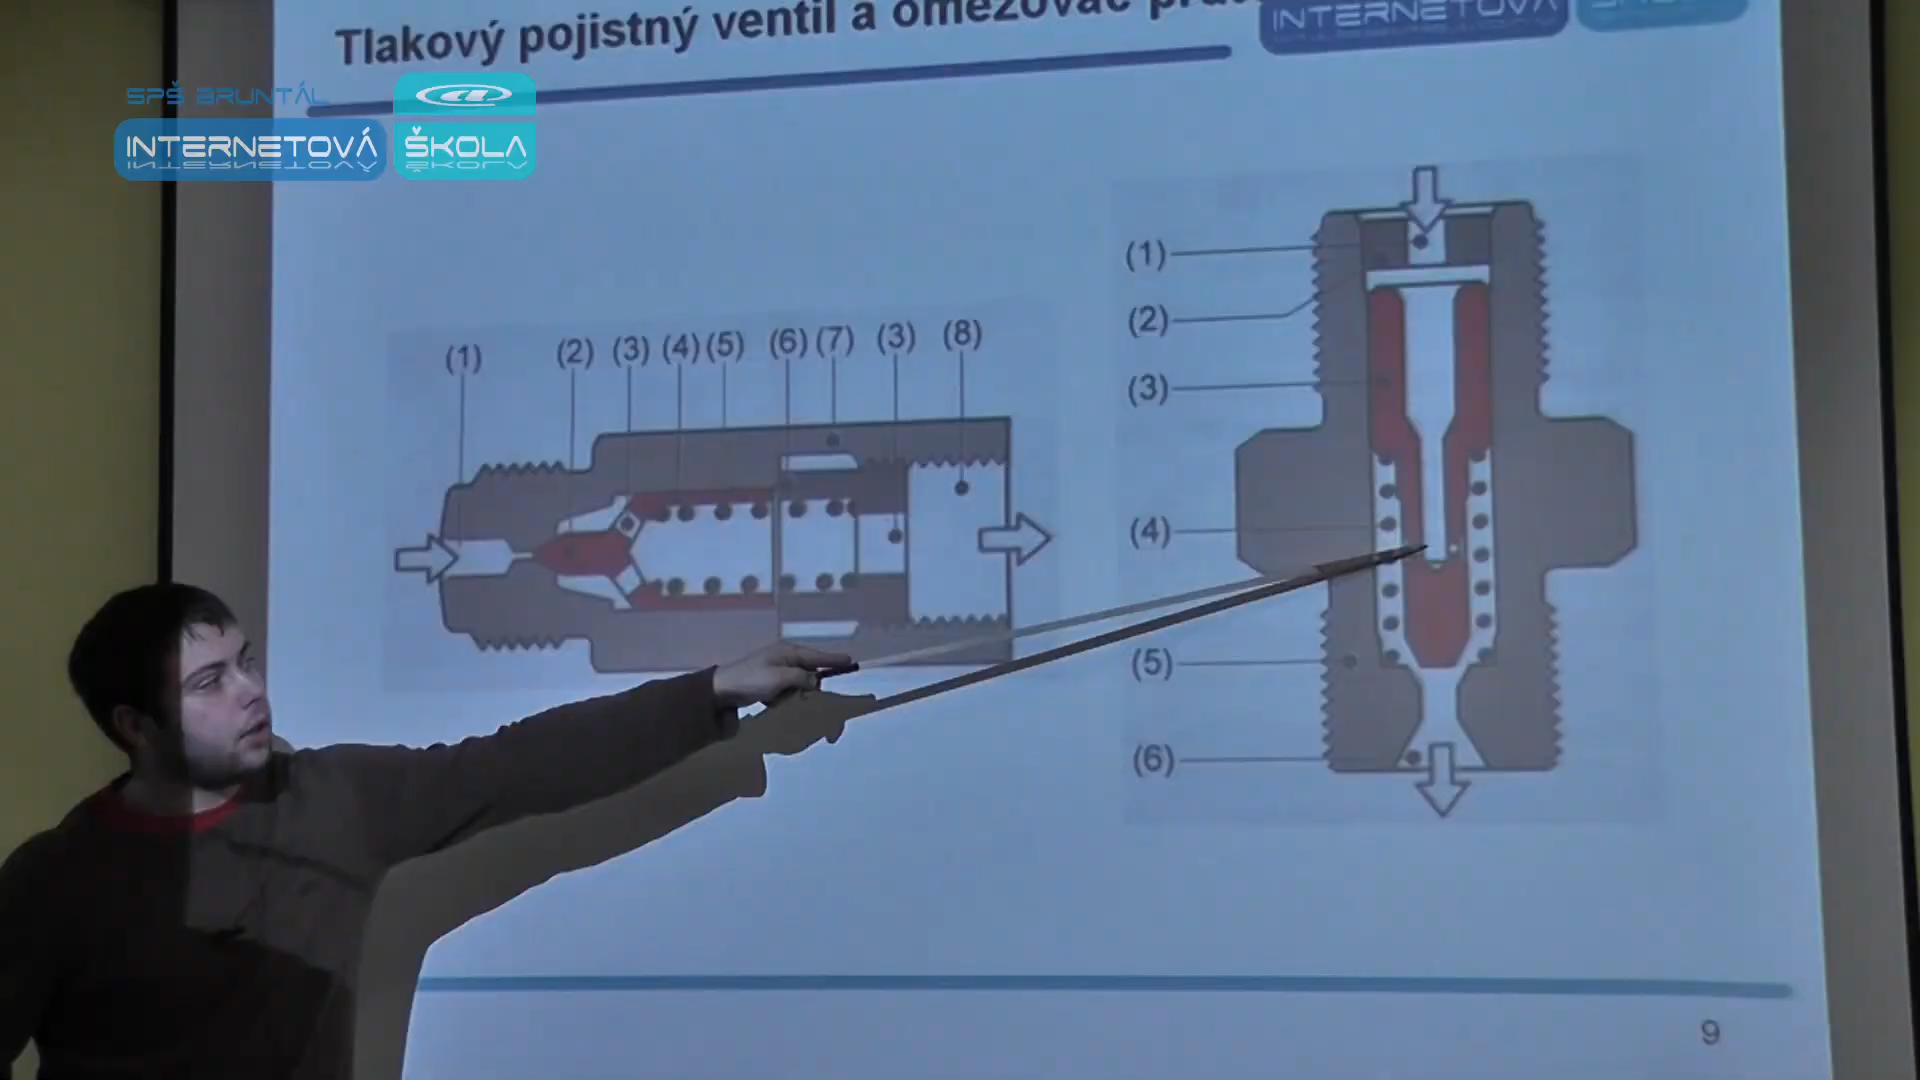 Tlakový pojistný ventil a omezovač
INTERNETOVÁ
SPŠ BRUNTÁL
INTERNETOVÁ ŠKOLA
(1) (2) (3) (4) (5) (6) (7) (3) (8)
(1)
(2)
(3)
(4)
(5)
(6)
9